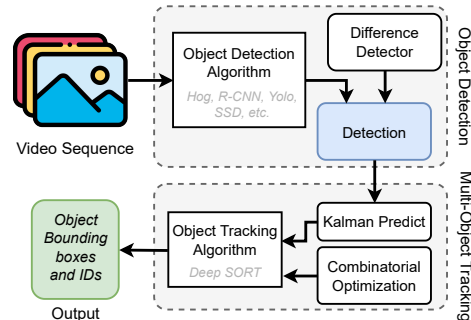 Object Detection
Algorithm
Hog, R-CNN, Yolo,
SSD, etc.
Difference
Detector
Object Detection
Detection
Video Sequence
Multi-Object Tracking
Kalman Predict
Object
Bounding
boxes
and IDs
Object Tracking
Algorithm
Deep SORT
Combinatorial
Optimization
Output